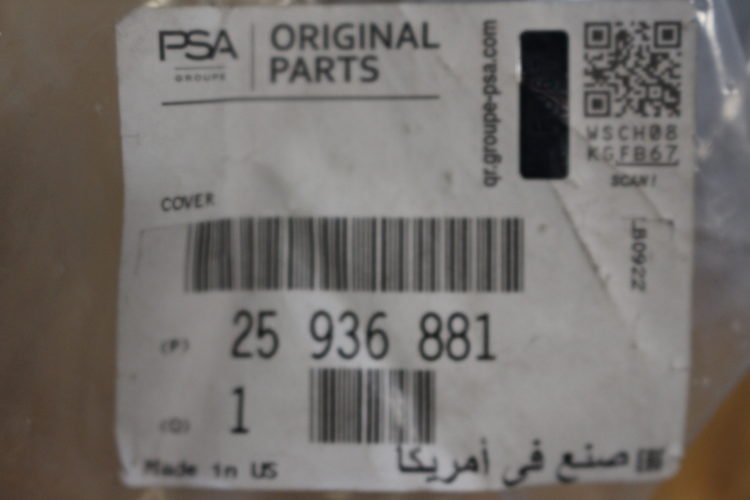 PSA
GROUPE
ORIGINAL
PARTS
qr.groupe-psa.com
WSCH08
KGFB67
SCAN!
COVER
LB0922
(P) 25 936 881
(Q) 1
Made in US
صنع في أمريكا